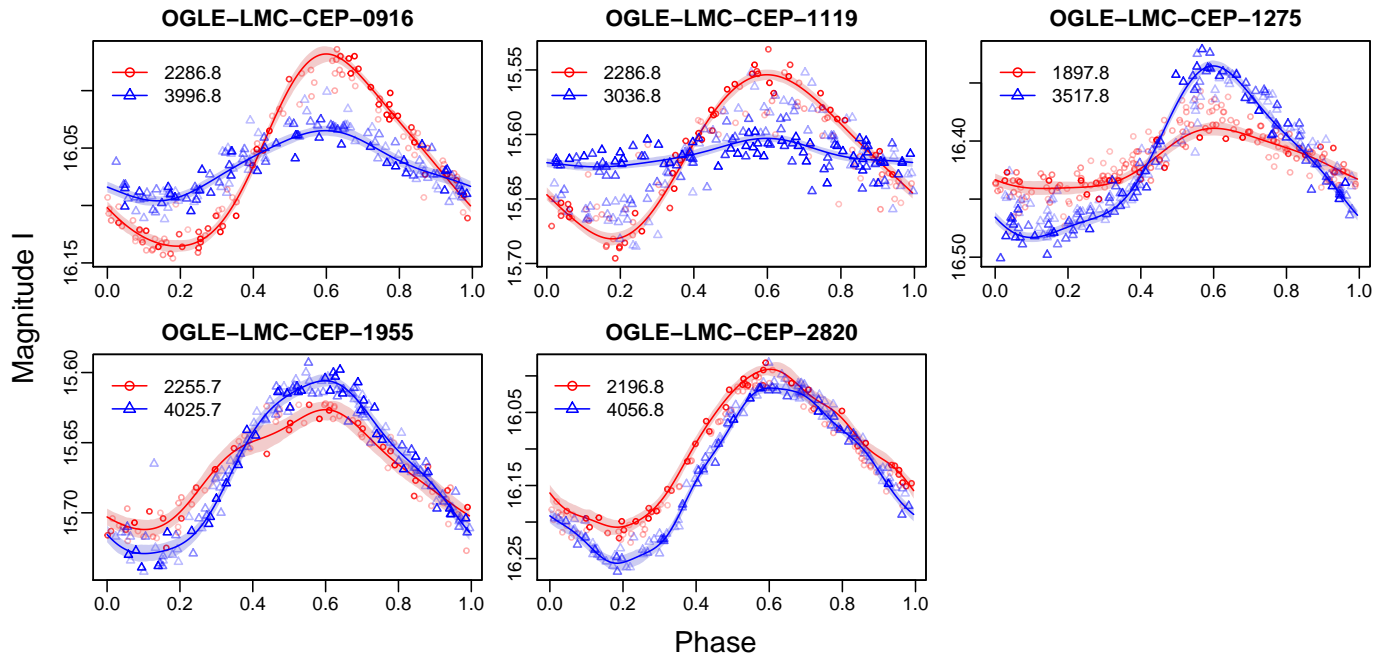 OGLE−LMC−CEP−0916
2286.8
3996.8
16.05
16.15
0.0 0.2 0.4 0.6 0.8 1.0
OGLE−LMC−CEP−1119
2286.8
3036.8
15.55
15.60
15.65
15.70
0.0 0.2 0.4 0.6 0.8 1.0
OGLE−LMC−CEP−1275
1897.8
3517.8
16.40
16.50
0.0 0.2 0.4 0.6 0.8 1.0
Magnitude I
OGLE−LMC−CEP−1955
2255.7
4025.7
15.60
15.65
15.70
0.0 0.2 0.4 0.6 0.8 1.0
OGLE−LMC−CEP−2820
2196.8
4056.8
16.05
16.15
16.25
0.0 0.2 0.4 0.6 0.8 1.0
Phase